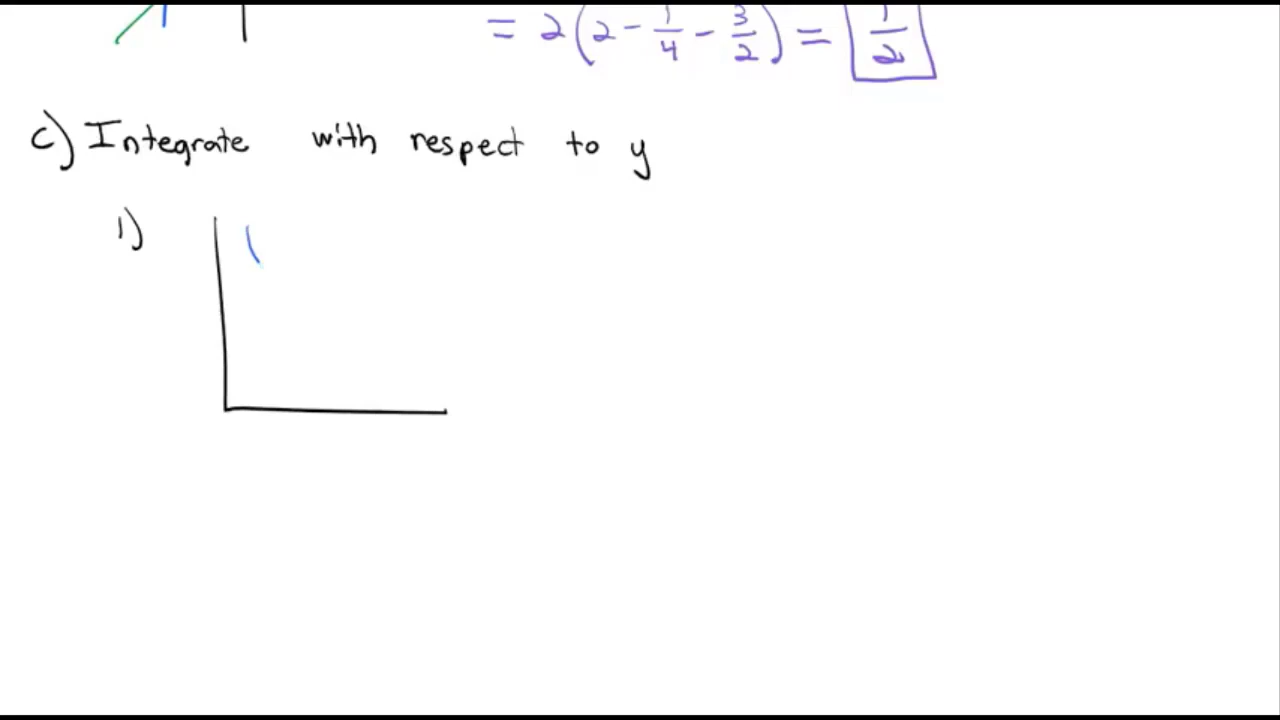 = 2(2 - 1/4 - 3/2) = 1/2
c) Integrate with respect to y
1)